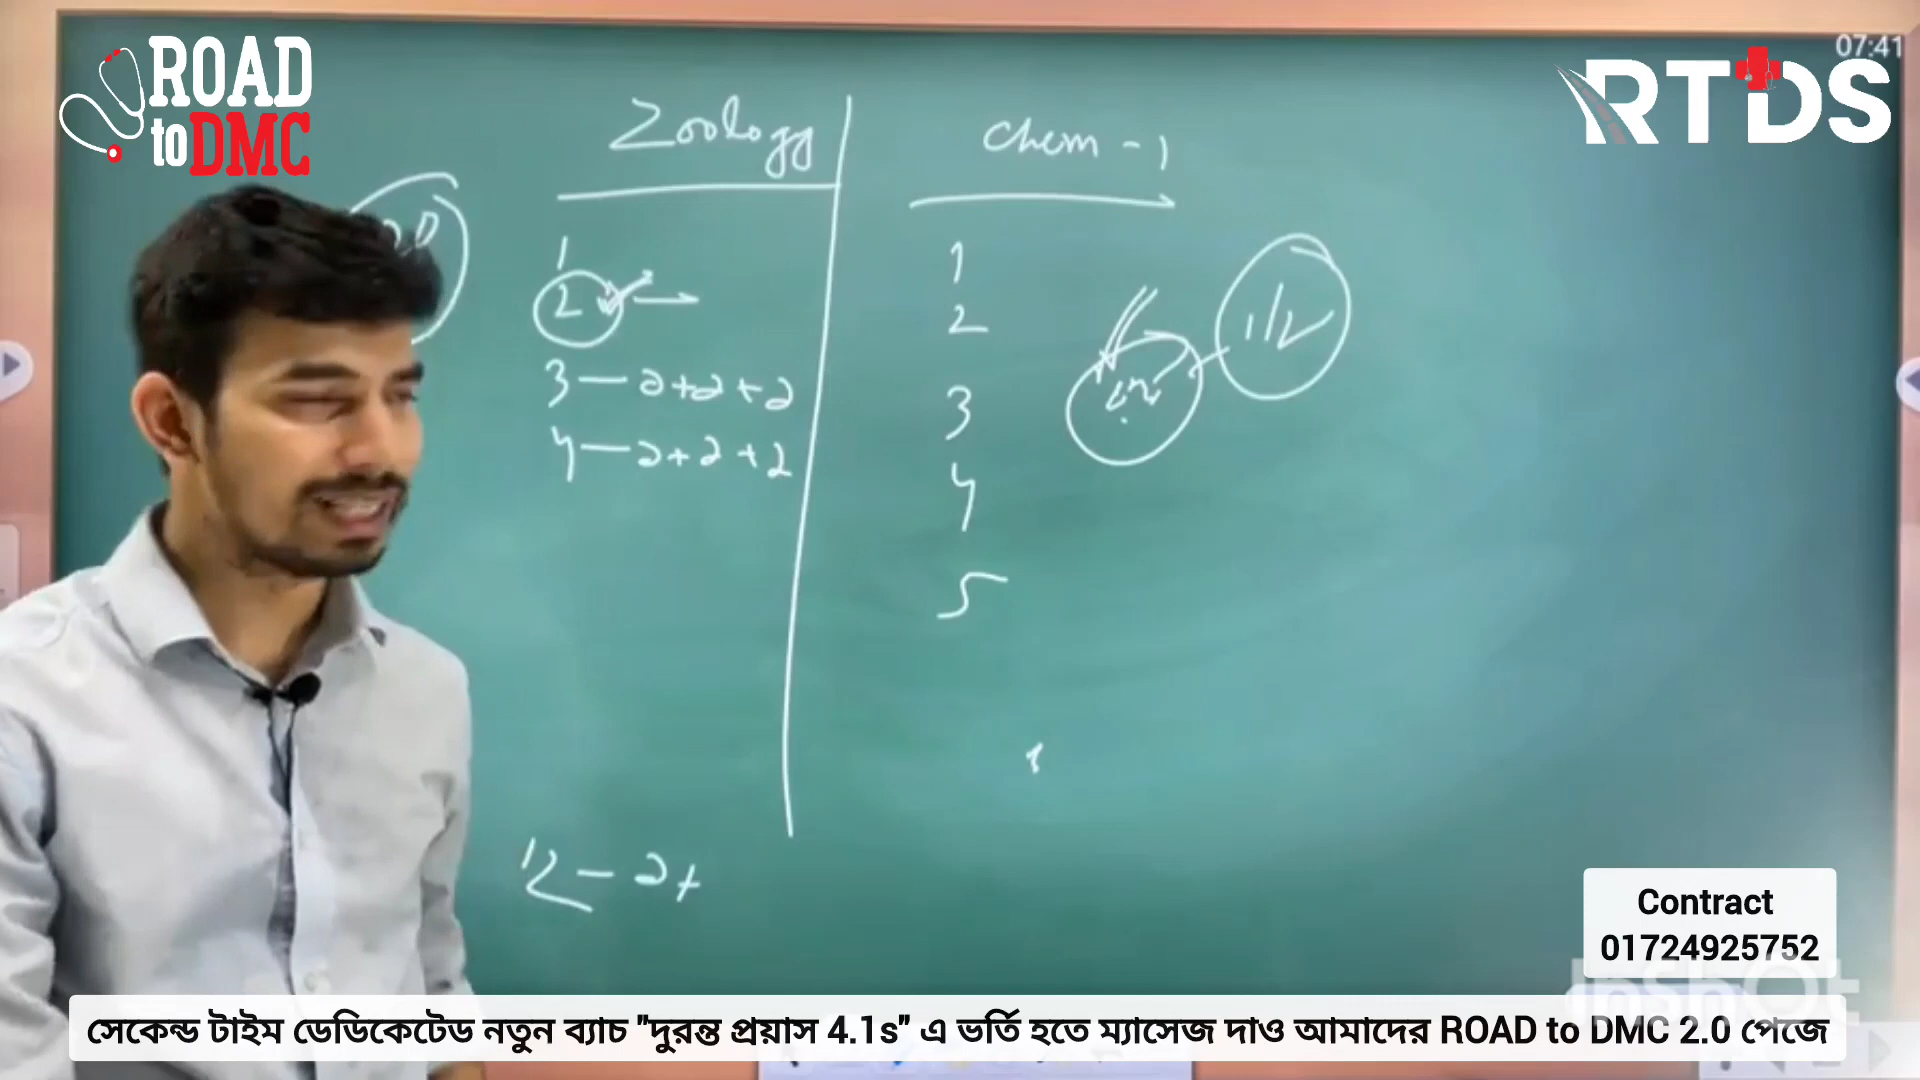 07:41
ROAD
to DMC
RTDS
Zoology
Chem - 1
1
2
3 — 2+2+2
4 — 2+2+2
12 — 2+
1
2
3
4
5
1/2
Contract
01724925752
সেকেন্ড টাইম ডেডিকেটেড নতুন ব্যাচ "দুরন্ত প্রয়াস 4.1s" এ ভর্তি হতে ম্যাসেজ দাও আমাদের ROAD to DMC 2.0 পেজে